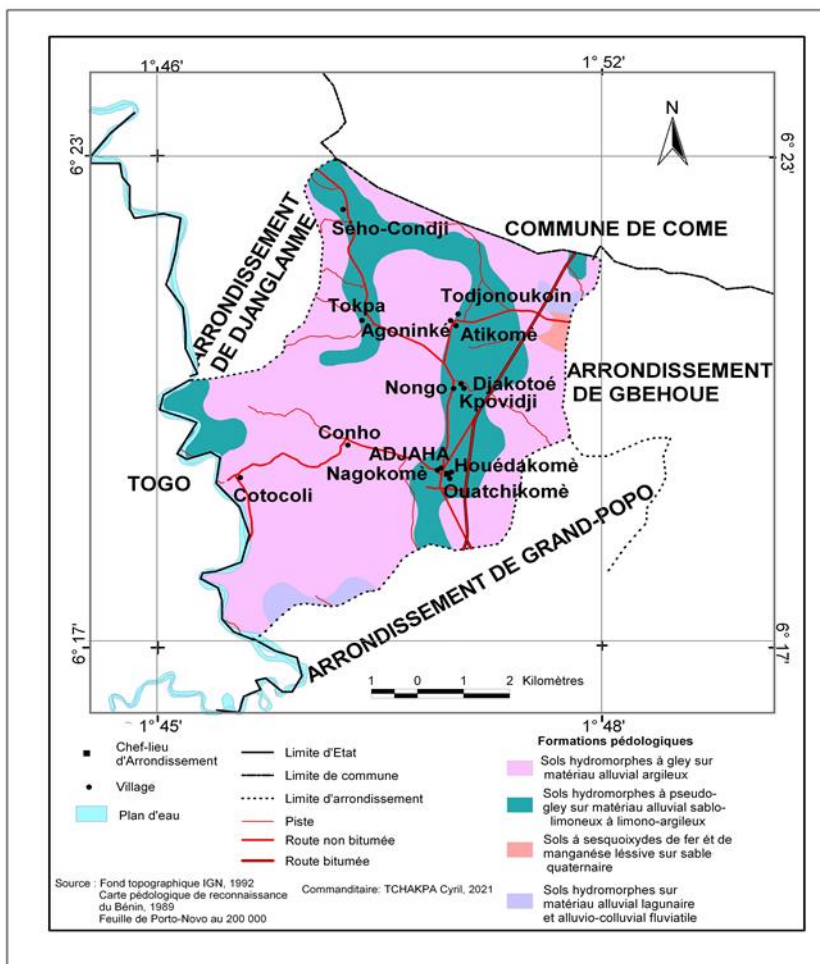 1° 46'
1° 52'
N
6° 23'
6° 23'
ARRONDISSEMENT
DE DJANGLANME
Sèho-Condji
COMMUNE DE COME
Tokpa
Agoninké
Todjonoukoin
Atikomè
ARRONDISSEMENT
DE GBEHOUE
Nongo
Djakotoé
Kpovidji
Conho
ADJAHA
Nagokomè
Houédakomè
Ouatchikomè
TOGO
Cotocoli
ARRONDISSEMENT DE GRAND-POPO
6° 17'
6° 17'
1 0 1 2 Kilomètres
1° 45'
1° 48'
Chef-lieu
d'Arrondissement
Village
Plan d'eau
Limite d'Etat
Limite de commune
Limite d'arrondissement
Piste
Route non bitumée
Route bitumée
Formations pédologiques
Sols hydromorphes à gley sur
matériau alluvial argileux
Sols hydromorphes à pseudo-
gley sur matériau alluvial sablo-
limoneux à limono-argileux
Sols á sesquoixydes de fer ét de
manganése léssive sur sable
quaternaire
Sols hydromorphes sur
matériau alluvial lagunaire
et alluvio-colluvial fluviatile
Source : Fond topographique IGN, 1992
Carte pédologique de reconnaissance
du Bénin, 1989
Feuille de Porto-Novo au 200 000
Commanditaire: TCHAKPA Cyril, 2021